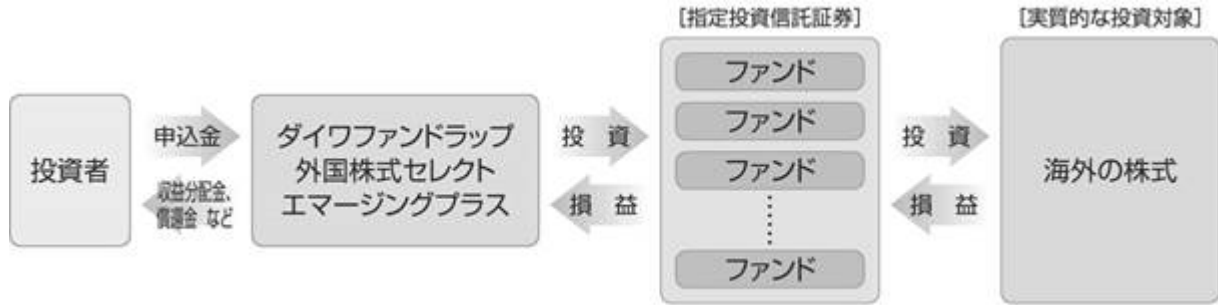 [指定投資信託証券]
[実質的な投資対象]
投資者
申込金
収益分配金、
償還金 など
ダイワファンドラップ
外国株式セレクト
エマージングプラス
投 資
損 益
ファンド
ファンド
ファンド
ファンド
投 資
損 益
海外の株式